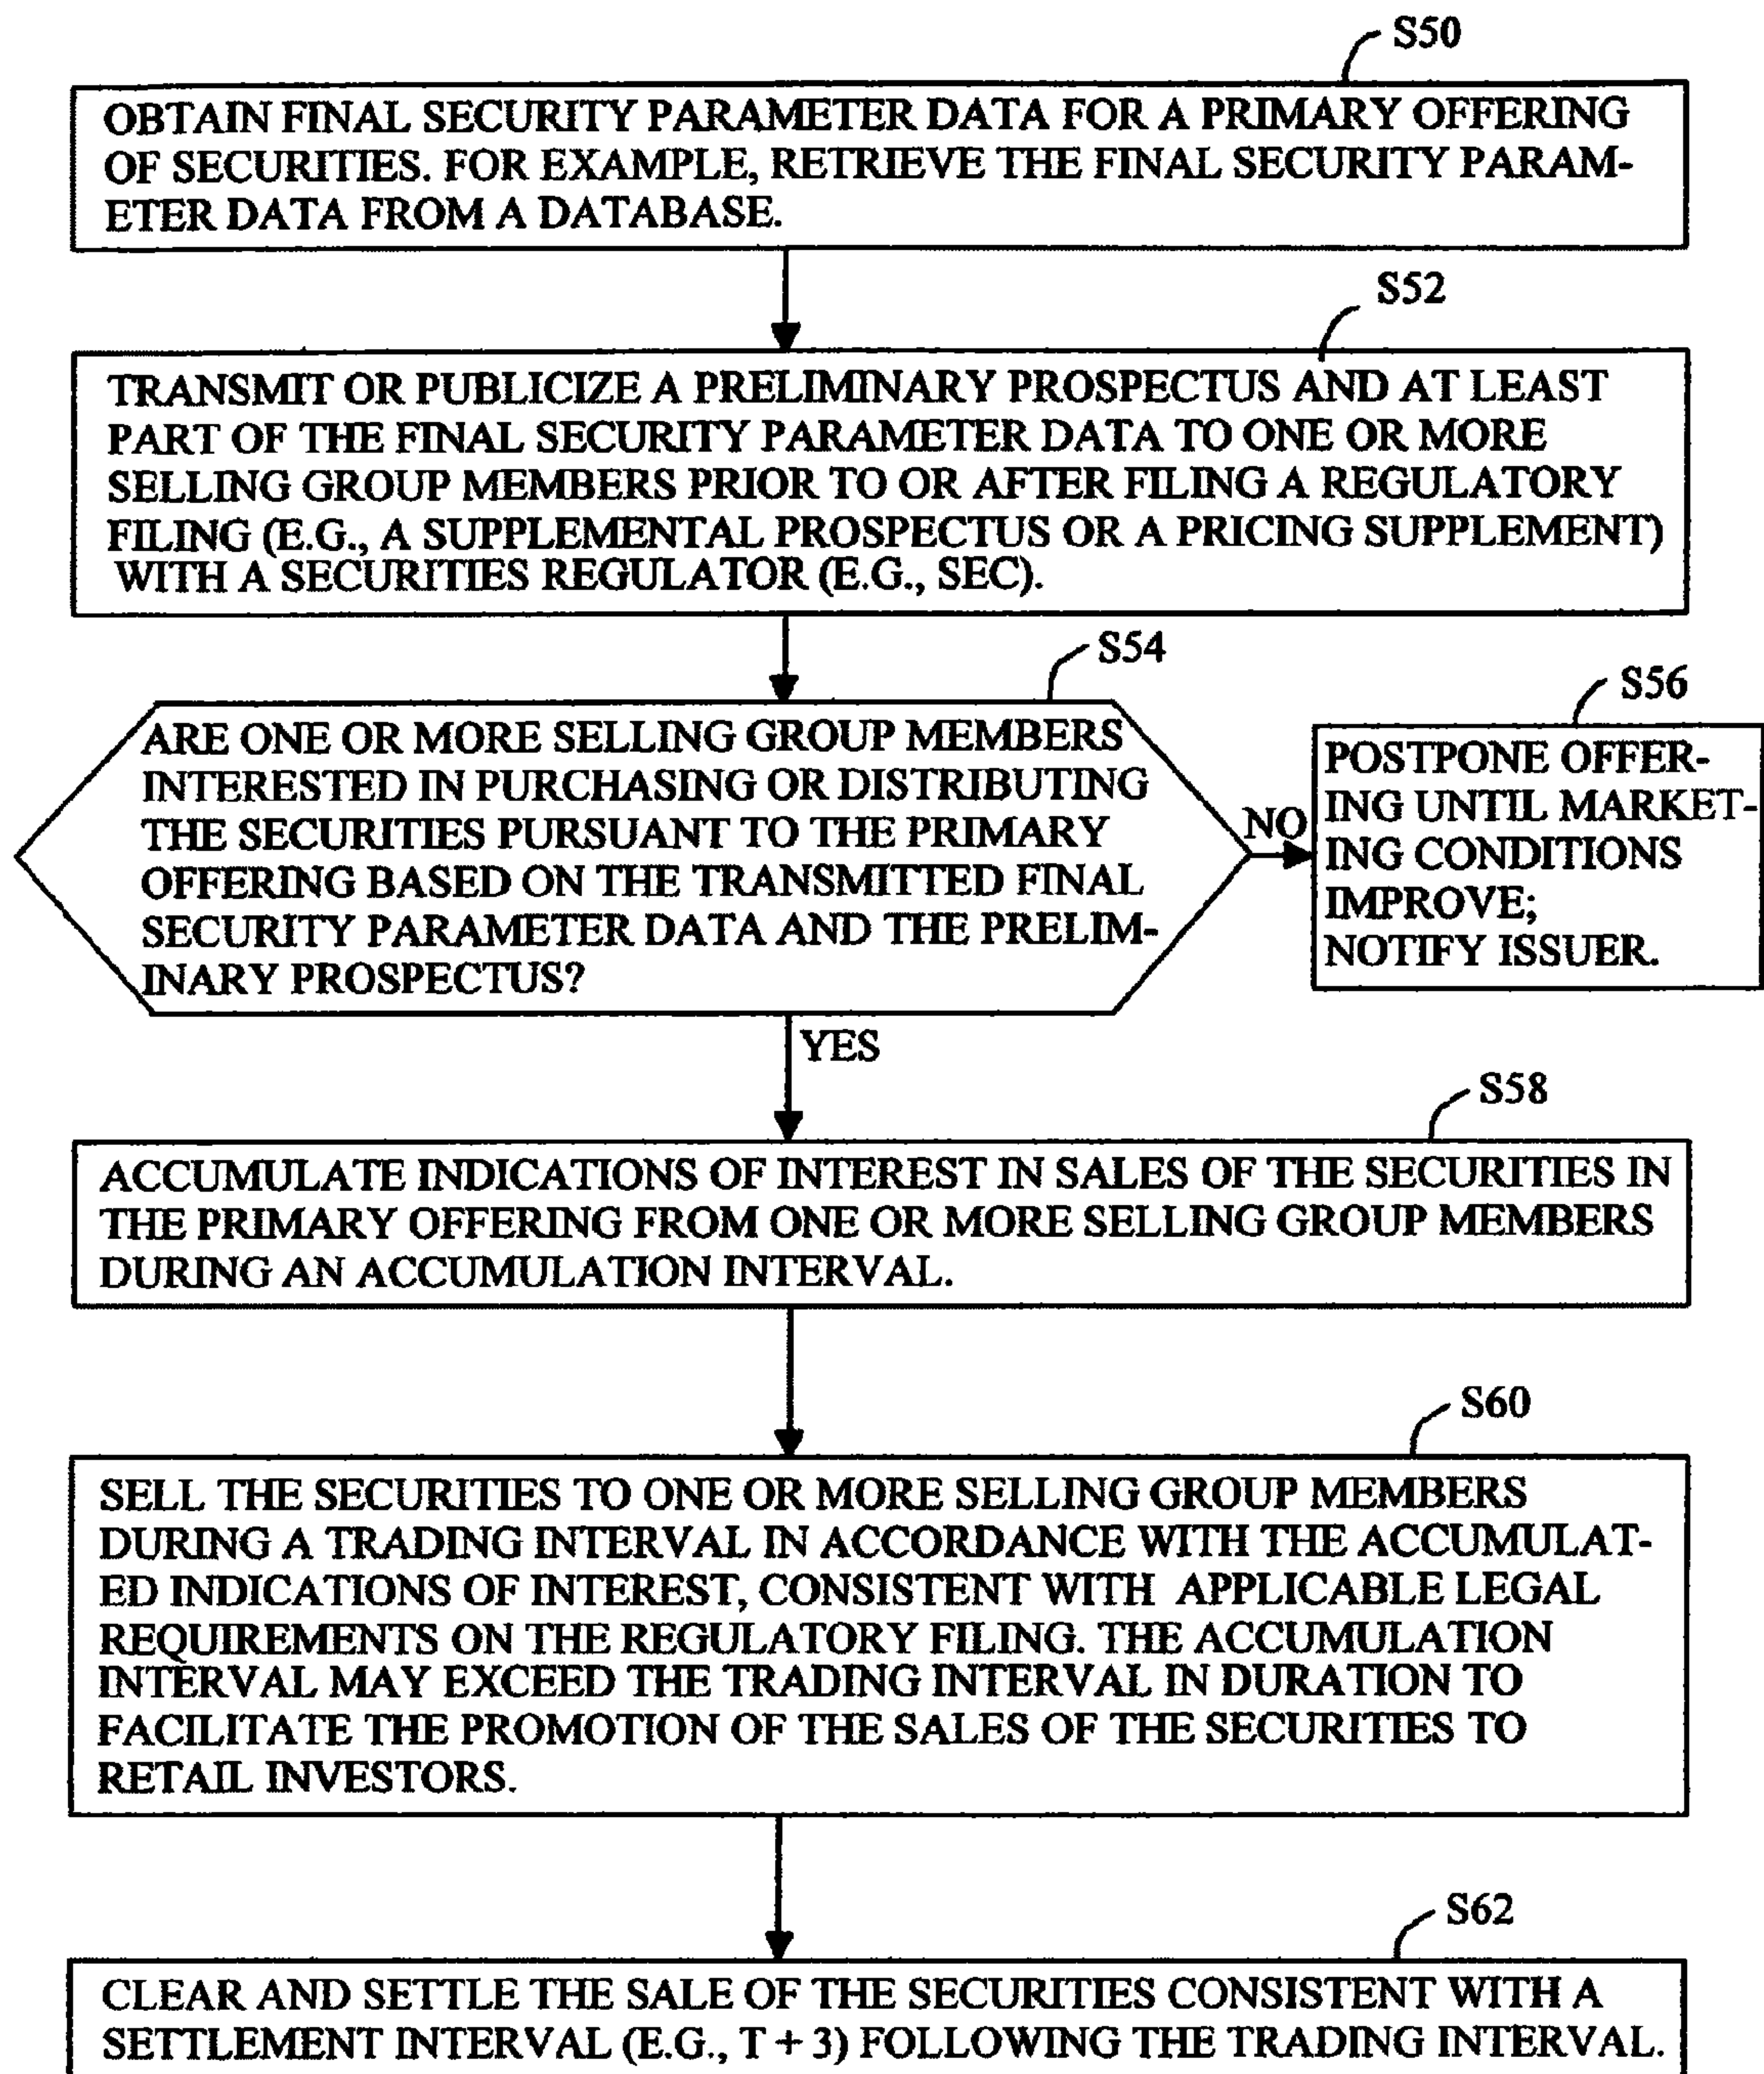 S50
OBTAIN FINAL SECURITY PARAMETER DATA FOR A PRIMARY OFFERING
OF SECURITIES. FOR EXAMPLE, RETRIEVE THE FINAL SECURITY PARAM-
ETER DATA FROM A DATABASE.
S52
TRANSMIT OR PUBLICIZE A PRELIMINARY PROSPECTUS AND AT LEAST
PART OF THE FINAL SECURITY PARAMETER DATA TO ONE OR MORE
SELLING GROUP MEMBERS PRIOR TO OR AFTER FILING A REGULATORY
FILING (E.G., A SUPPLEMENTAL PROSPECTUS OR A PRICING SUPPLEMENT)
WITH A SECURITIES REGULATOR (E.G., SEC).
S54
ARE ONE OR MORE SELLING GROUP MEMBERS
INTERESTED IN PURCHASING OR DISTRIBUTING
THE SECURITIES PURSUANT TO THE PRIMARY
OFFERING BASED ON THE TRANSMITTED FINAL
SECURITY PARAMETER DATA AND THE PRELIM-
INARY PROSPECTUS?
NO
S56
POSTPONE OFFER-
ING UNTIL MARKET-
ING CONDITIONS
IMPROVE;
NOTIFY ISSUER.
YES
S58
ACCUMULATE INDICATIONS OF INTEREST IN SALES OF THE SECURITIES IN
THE PRIMARY OFFERING FROM ONE OR MORE SELLING GROUP MEMBERS
DURING AN ACCUMULATION INTERVAL.
S60
SELL THE SECURITIES TO ONE OR MORE SELLING GROUP MEMBERS
DURING A TRADING INTERVAL IN ACCORDANCE WITH THE ACCUMULAT-
ED INDICATIONS OF INTEREST, CONSISTENT WITH APPLICABLE LEGAL
REQUIREMENTS ON THE REGULATORY FILING. THE ACCUMULATION
INTERVAL MAY EXCEED THE TRADING INTERVAL IN DURATION TO
FACILITATE THE PROMOTION OF THE SALES OF THE SECURITIES TO
RETAIL INVESTORS.
S62
CLEAR AND SETTLE THE SALE OF THE SECURITIES CONSISTENT WITH A
SETTLEMENT INTERVAL (E.G., T + 3) FOLLOWING THE TRADING INTERVAL.